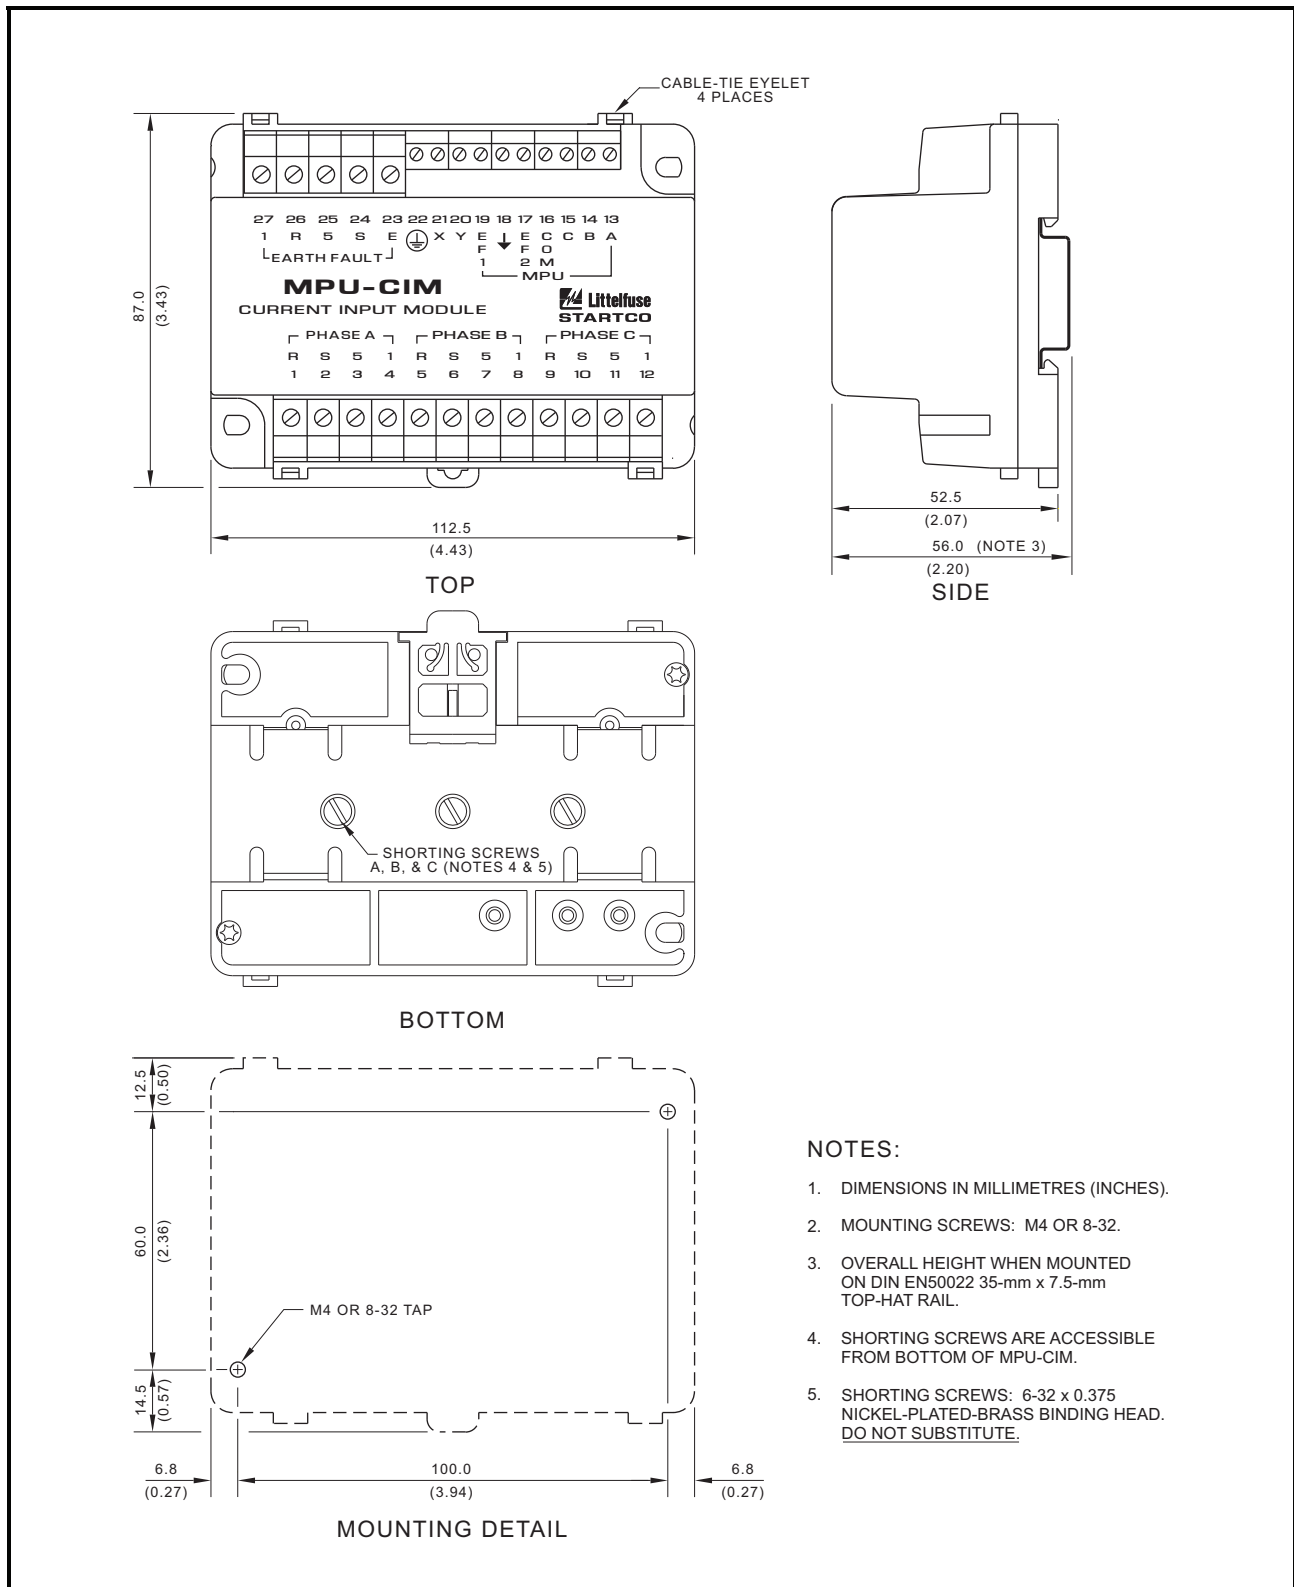 CABLE-TIE EYELET
4 PLACES
27 26 25 24 23 22 21 20 19 18 17 16 15 14 13
1 R 5 S E X Y E E C C B A
F F O
1 2 M
EARTH FAULT
MPU
MPU-CIM
CURRENT INPUT MODULE
Littelfuse
STARTCO
PHASE A PHASE B PHASE C
R S 5 1 R S 5 1 R S 5 1
1 2 3 4 5 6 7 8 9 10 11 12
87.0
(3.43)
112.5
(4.43)
TOP
52.5
(2.07)
56.0 (NOTE 3)
(2.20)
SIDE
SHORTING SCREWS
A, B, & C (NOTES 4 & 5)
BOTTOM
12.5
(0.50)
60.0
(2.36)
M4 OR 8-32 TAP
14.5
(0.57)
6.8
(0.27)
100.0
(3.94)
6.8
(0.27)
MOUNTING DETAIL
NOTES:
1. DIMENSIONS IN MILLIMETRES (INCHES).
2. MOUNTING SCREWS: M4 OR 8-32.
3. OVERALL HEIGHT WHEN MOUNTED
ON DIN EN50022 35-mm x 7.5-mm
TOP-HAT RAIL.
4. SHORTING SCREWS ARE ACCESSIBLE
FROM BOTTOM OF MPU-CIM.
5. SHORTING SCREWS: 6-32 x 0.375
NICKEL-PLATED-BRASS BINDING HEAD.
DO NOT SUBSTITUTE.